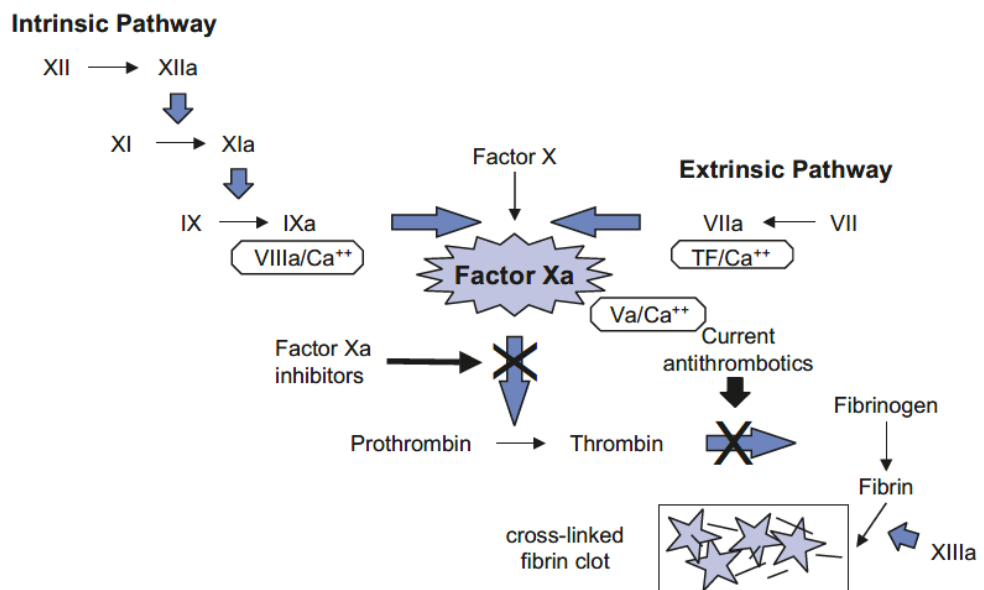 Intrinsic Pathway
XII XIIa
XI XIa
Factor X
Extrinsic Pathway
IX IXa
VIIa VII
VIIIa/Ca⁺⁺
TF/Ca⁺⁺
Factor Xa
Va/Ca⁺⁺
Factor Xa
inhibitors
Current
antithrombotics
Fibrinogen
Prothrombin Thrombin
Fibrin
cross-linked
fibrin clot
XIIIa